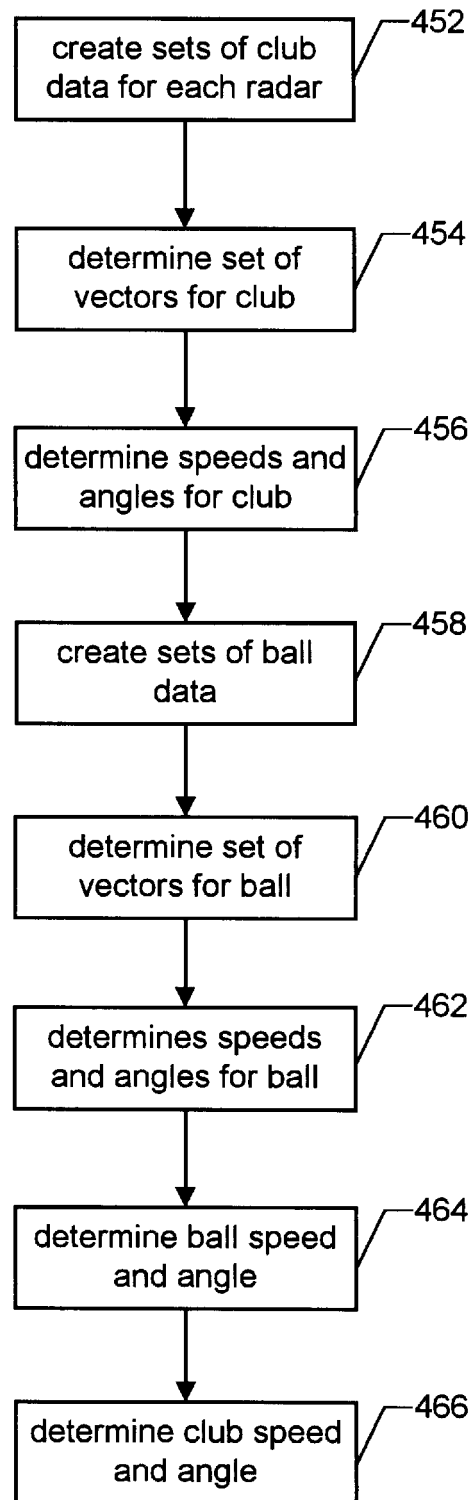 create sets of club
data for each radar
452
determine set of
vectors for club
454
determine speeds and
angles for club
456
create sets of ball
data
458
determine set of
vectors for ball
460
determines speeds
and angles for ball
462
determine ball speed
and angle
464
determine club speed
and angle
466